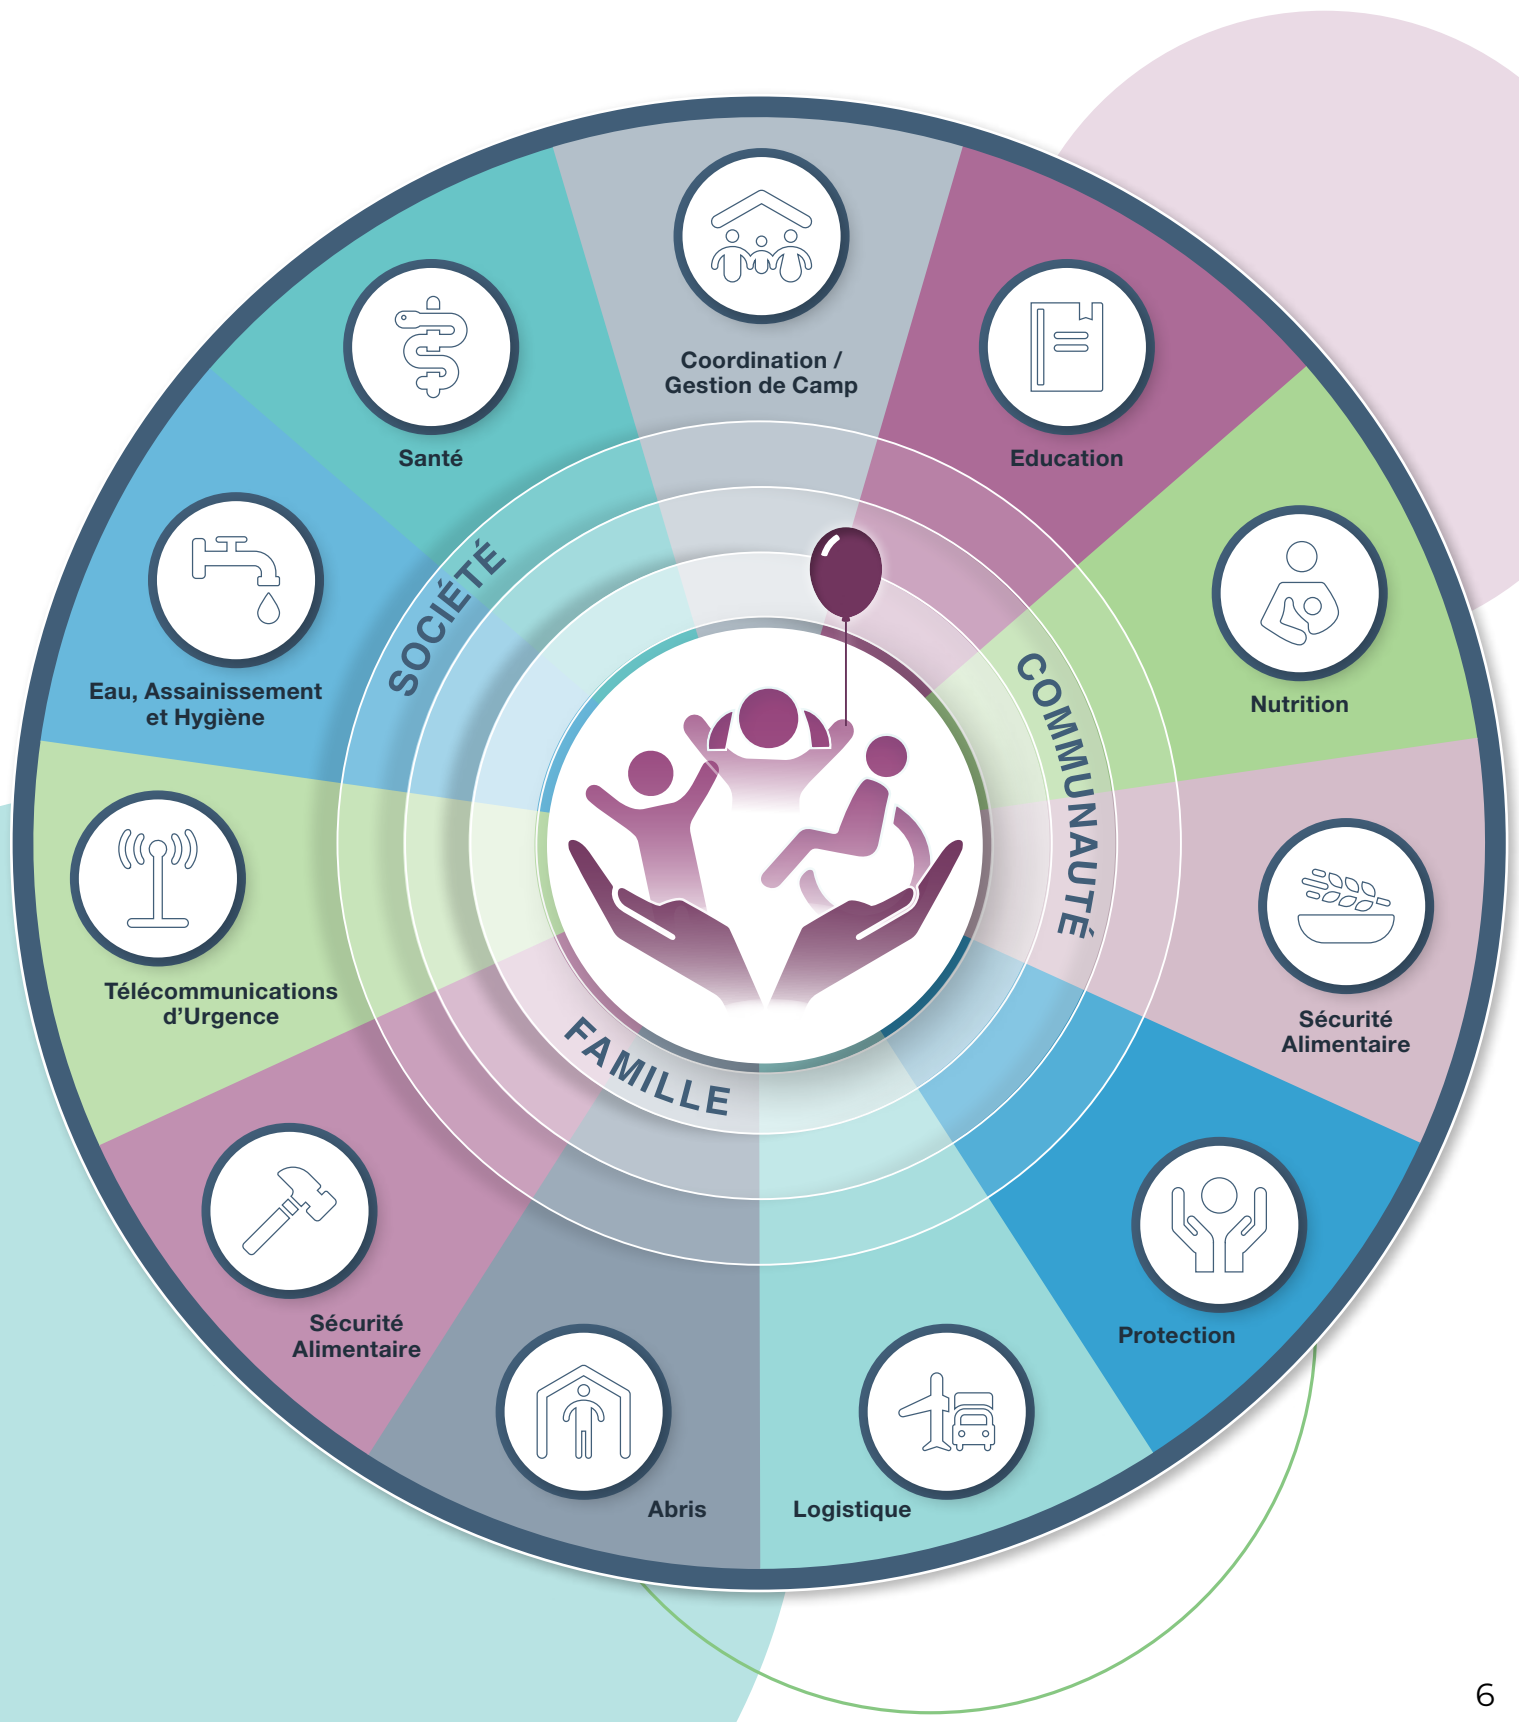 Coordination /
Gestion de Camp
Education
Nutrition
Sécurité
Alimentaire
Protection
Logistique
Abris
Sécurité
Alimentaire
Télécommunications
d’Urgence
Eau, Assainissement
et Hygiène
Santé
SOCIÉTÉ
COMMUNAUTÉ
FAMILLE
6